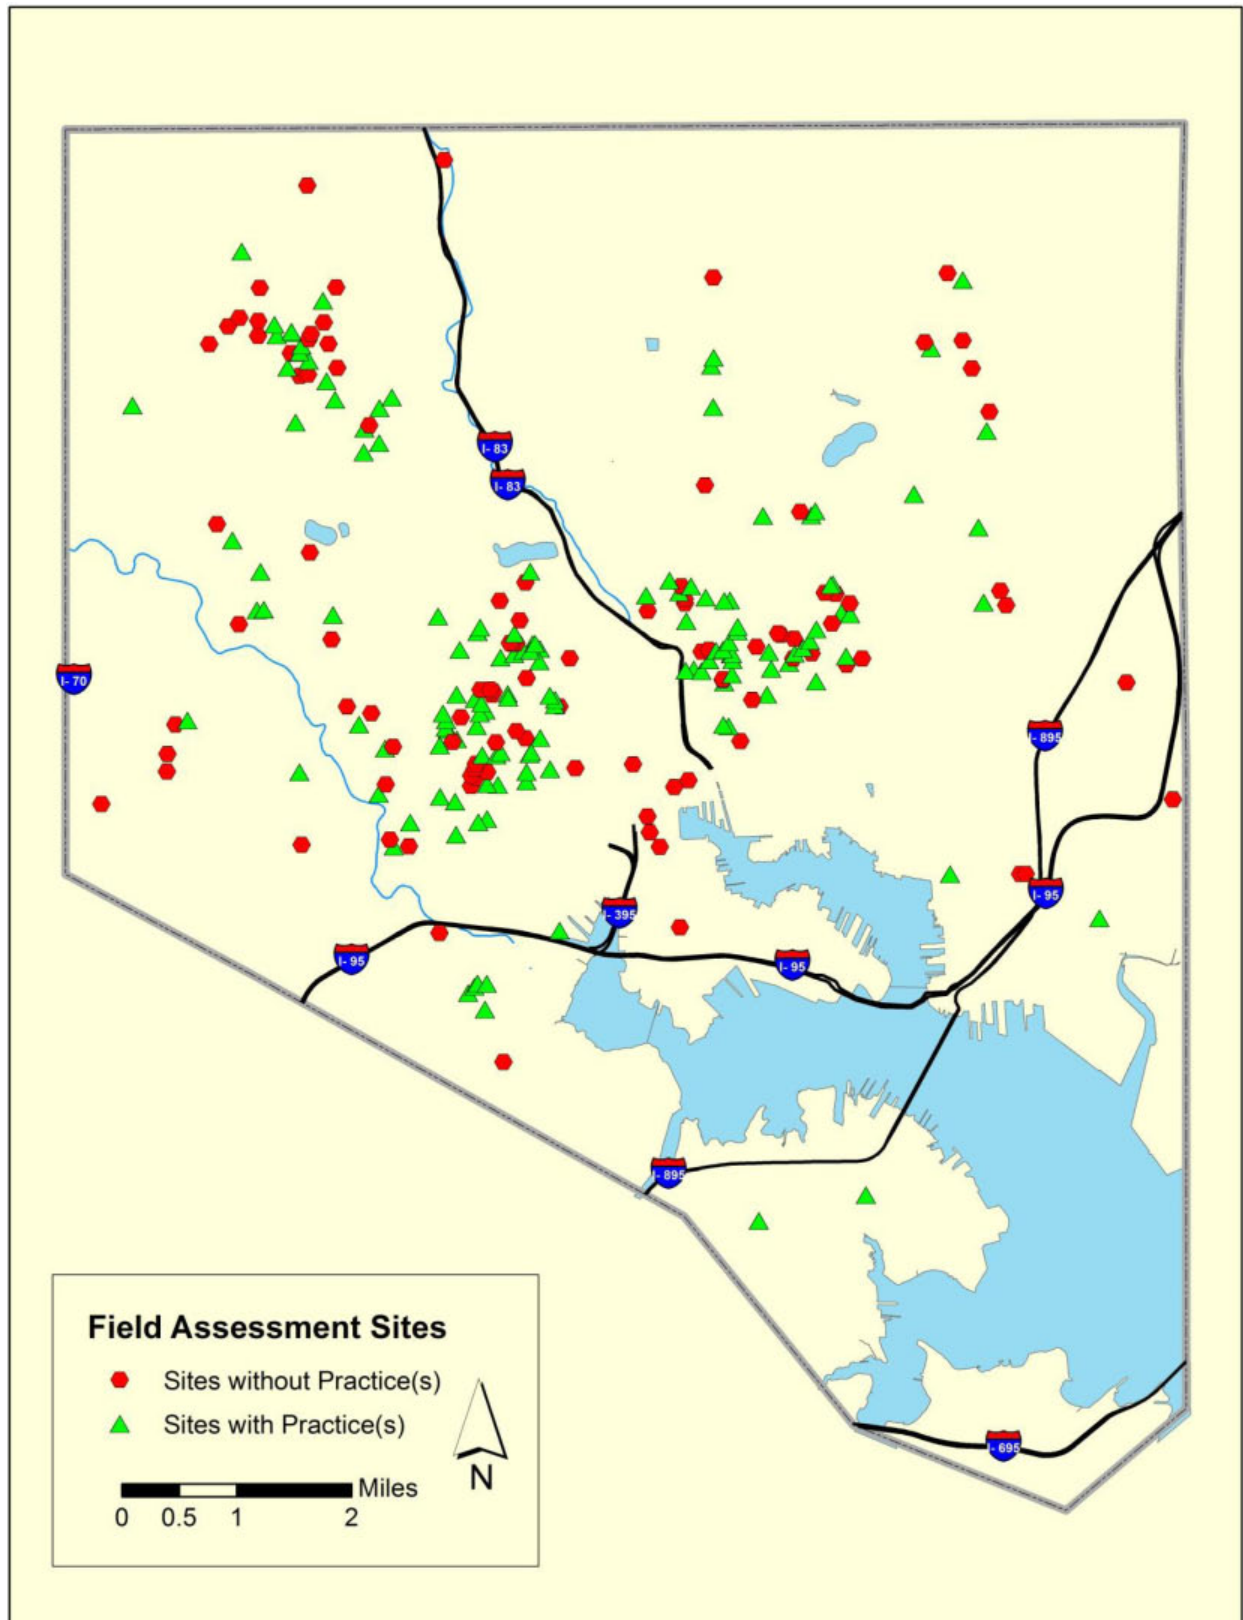 I- 83
I- 83
I- 70
I- 895
I- 95
I- 395
I- 95
I- 95
I- 895
I- 695
Field Assessment Sites
Sites without Practice(s)
Sites with Practice(s)
N
Miles
0 0.5 1 2